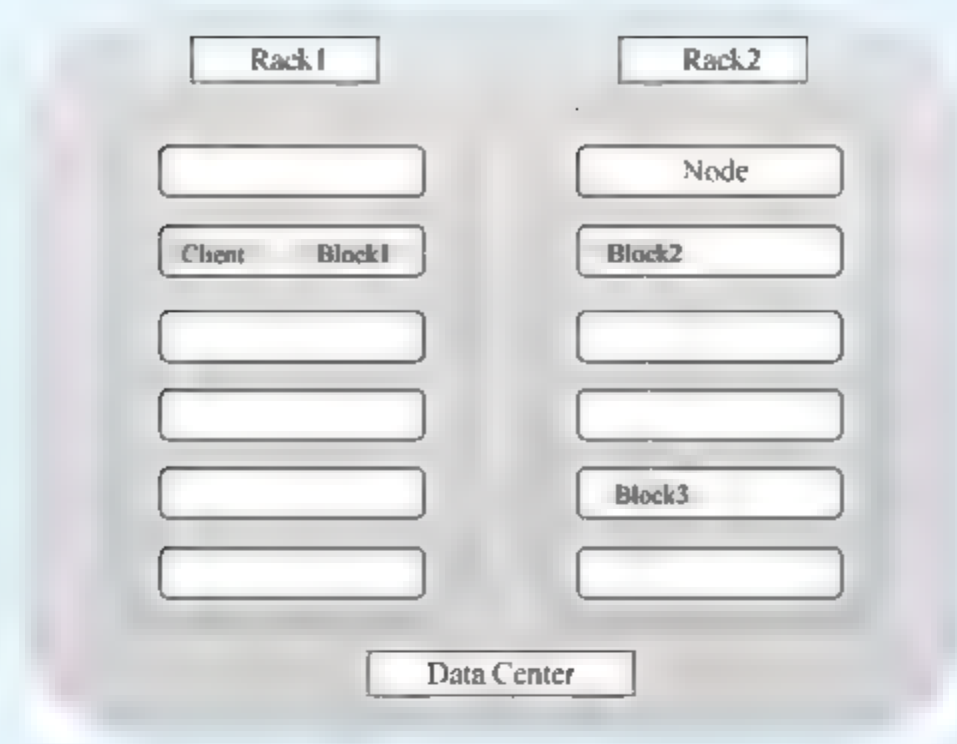 Rack1
Rack2
Node
Client Block1
Block2
Block3
Data Center